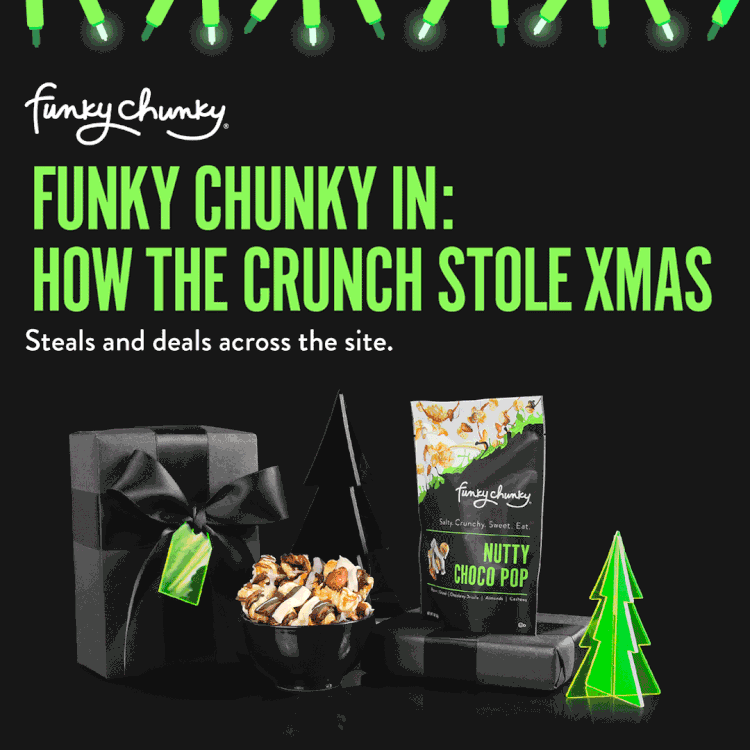 funky chunky®
FUNKY CHUNKY IN:
HOW THE CRUNCH STOLE XMAS
Steals and deals across the site.
funky chunky
Salty. Crunchy. Sweet. Eat.
NUTTY
CHOCO POP
Almonds | Cashews